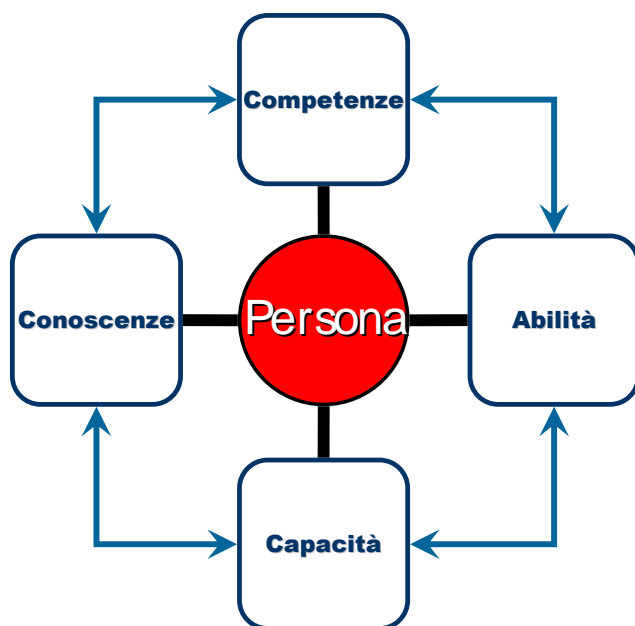 Competenze
Conoscenze
Persona
Abilità
Capacità